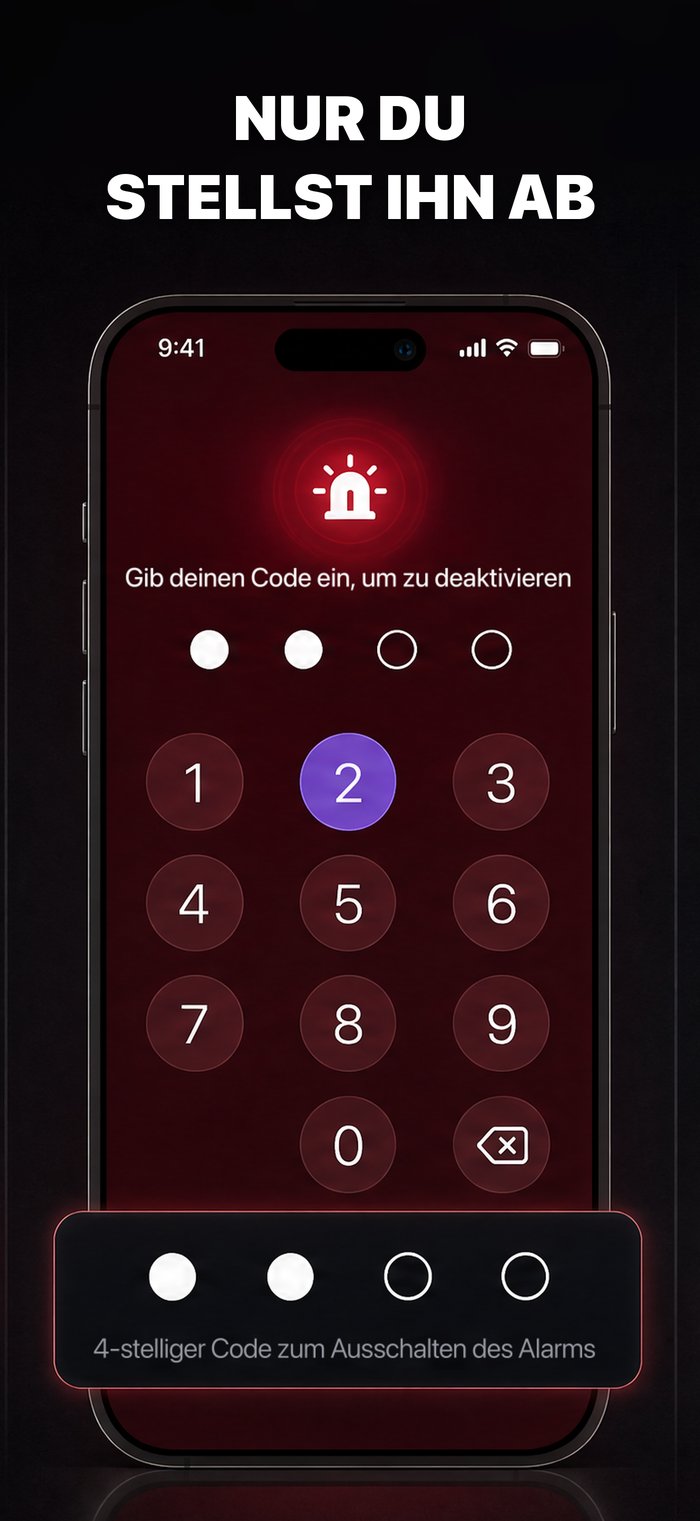 NUR DU
STELLST IHN AB
9:41
Gib deinen Code ein, um zu deaktivieren
1 2 3
4 5 6
7 8 9
0
4-stelliger Code zum Ausschalten des Alarms